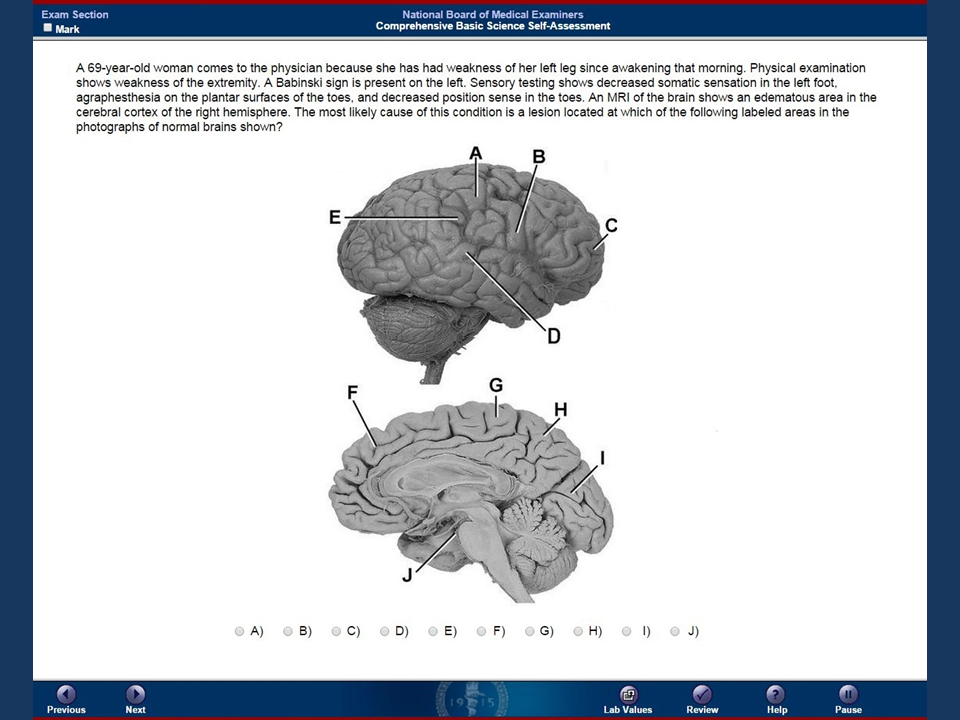 Exam Section
National Board of Medical Examiners
Mark
Comprehensive Basic Science Self-Assessment
A 69-year-old woman comes to the physician because she has had weakness of her left leg since awakening that morning. Physical examination
shows weakness of the extremity. A Babinski sign is present on the left. Sensory testing shows decreased somatic sensation in the left foot,
agraphesthesia on the plantar surfaces of the toes, and decreased position sense in the toes. An MRI of the brain shows an edematous area in the
cerebral cortex of the right hemisphere. The most likely cause of this condition is a lesion located at which of the following labeled areas in the
photographs of normal brains shown?
A
B
E
C
D
F
G
H
I
J
A) B) C) D) E) F) G) H) I) J)
19 15
Previous Next Lab Values Review Help Pause